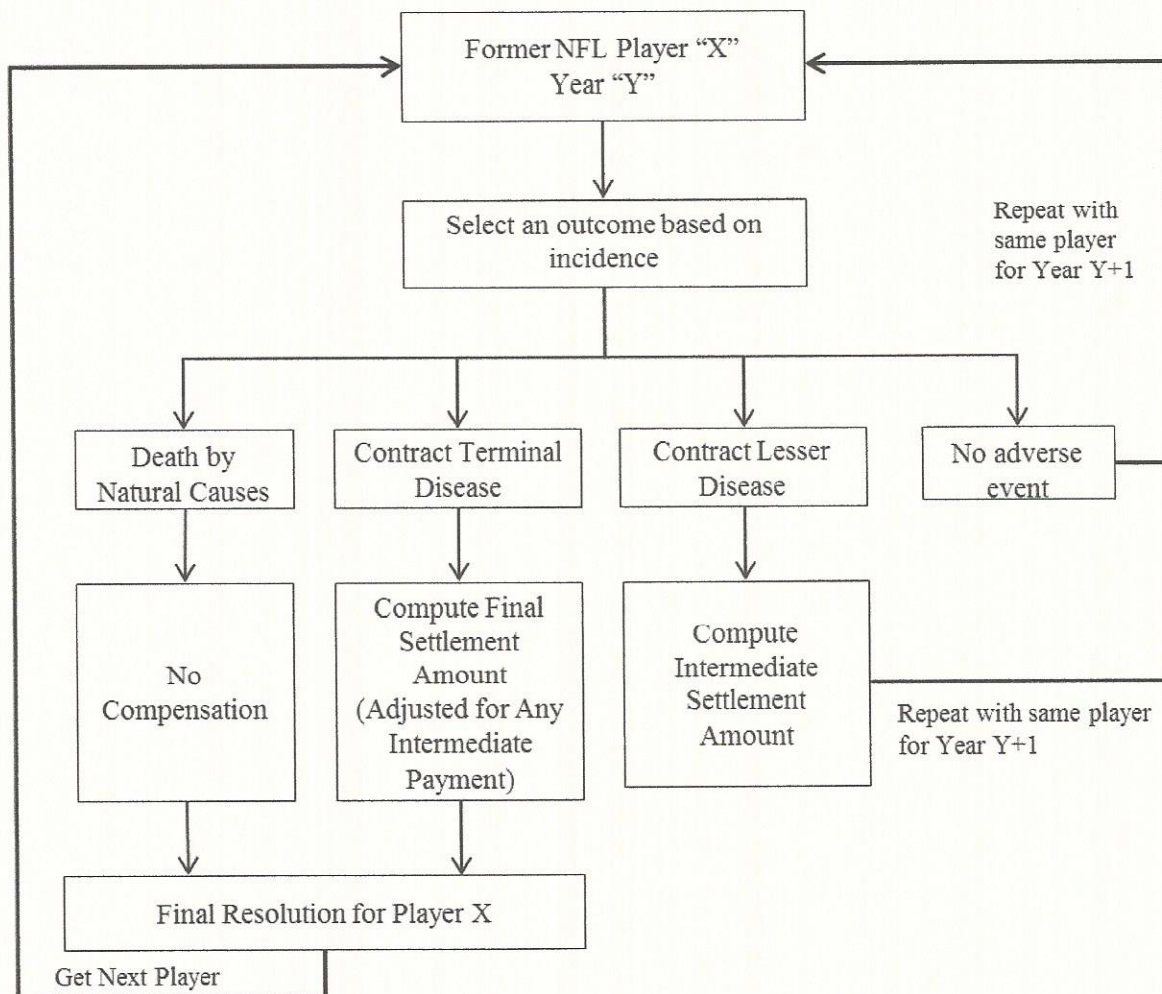 Former NFL Player “X”
Year “Y”
Select an outcome based on
incidence
Repeat with
same player
for Year Y+1
Death by
Natural Causes
Contract Terminal
Disease
Contract Lesser
Disease
No adverse
event
No
Compensation
Compute Final
Settlement
Amount
(Adjusted for Any
Intermediate
Payment)
Compute
Intermediate
Settlement
Amount
Repeat with same player
for Year Y+1
Final Resolution for Player X
Get Next Player